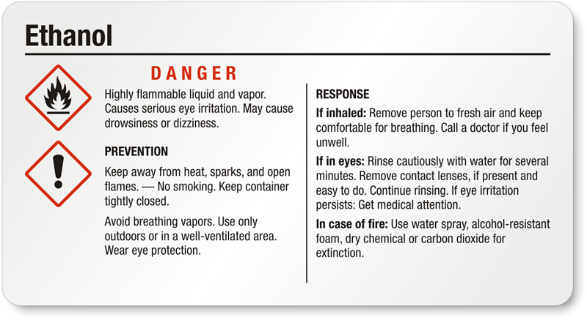 Ethanol
DANGER
Highly flammable liquid and vapor.
Causes serious eye irritation. May cause
drowsiness or dizziness.
PREVENTION
Keep away from heat, sparks, and open
flames. — No smoking. Keep container
tightly closed.
Avoid breathing vapors. Use only
outdoors or in a well-ventilated area.
Wear eye protection.
RESPONSE
If inhaled: Remove person to fresh air and keep
comfortable for breathing. Call a doctor if you feel
unwell.
If in eyes: Rinse cautiously with water for several
minutes. Remove contact lenses, if present and
easy to do. Continue rinsing. If eye irritation
persists: Get medical attention.
In case of fire: Use water spray, alcohol-resistant
foam, dry chemical or carbon dioxide for
extinction.